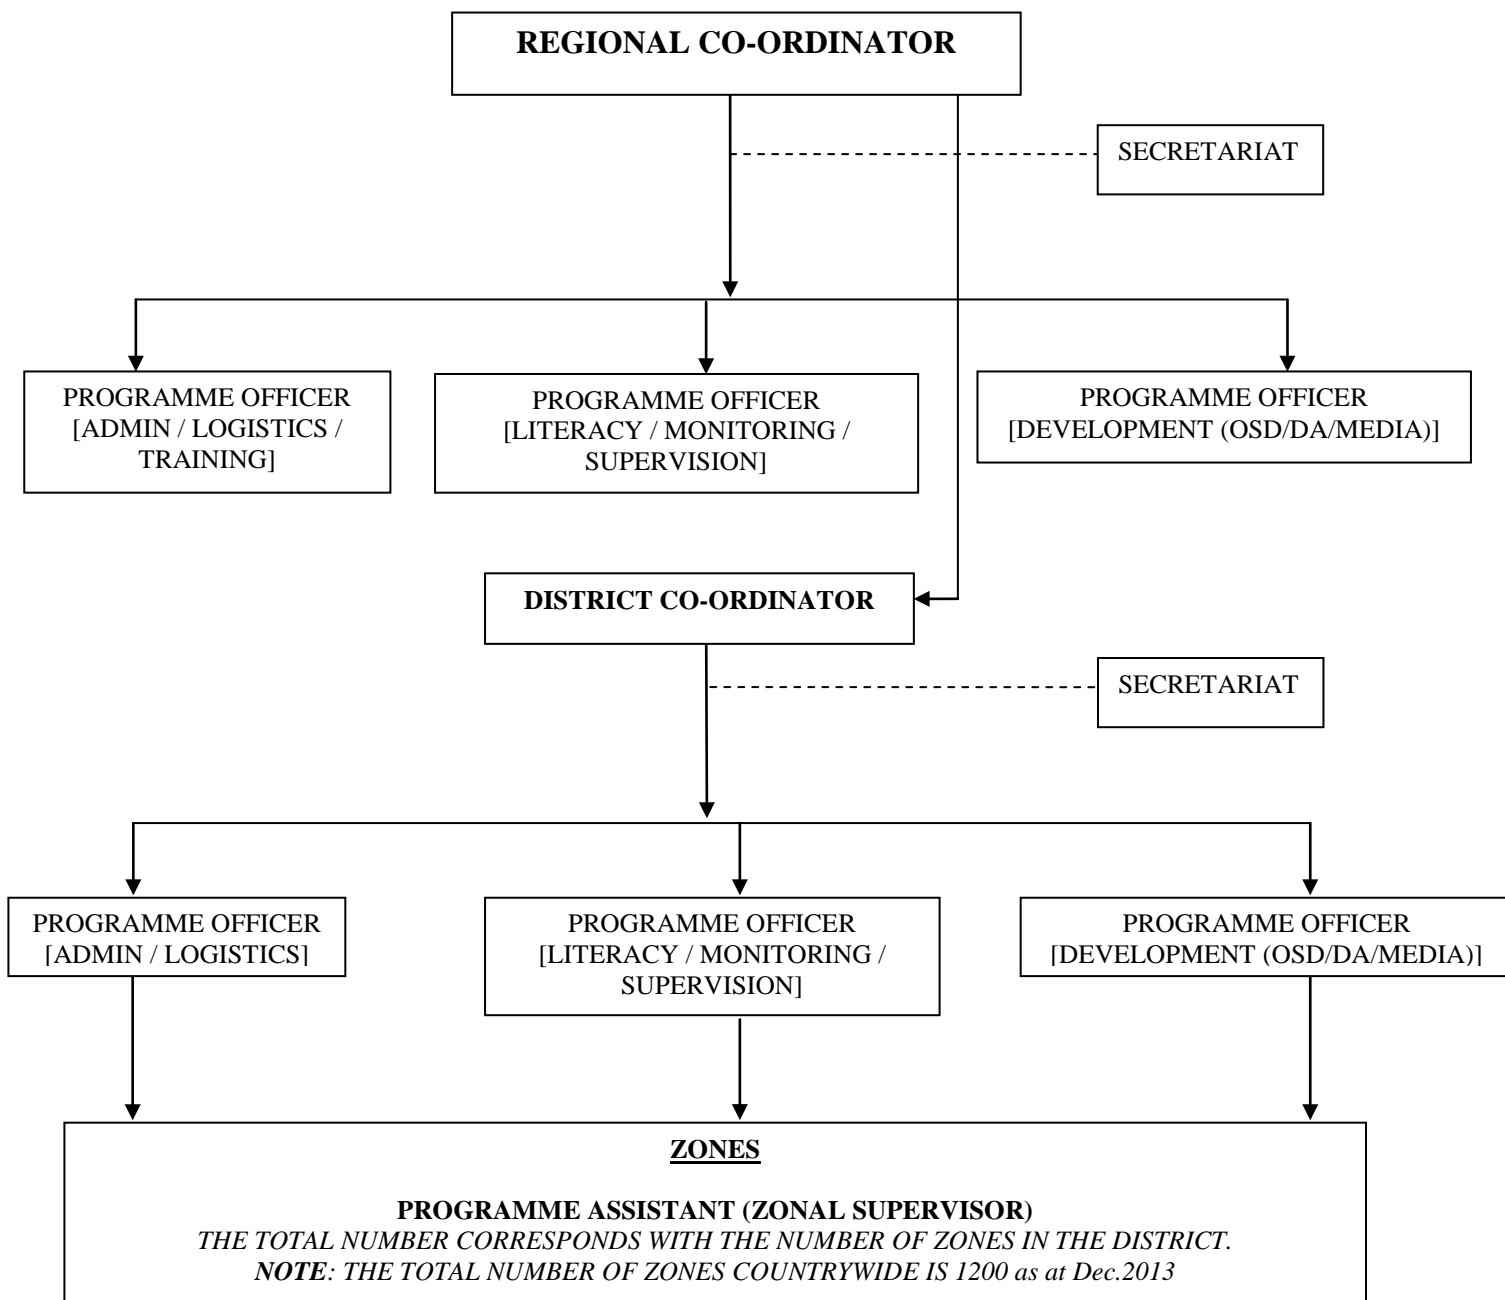 REGIONAL CO-ORDINATOR
SECRETARIAT
PROGRAMME OFFICER
[ADMIN / LOGISTICS /
TRAINING]
PROGRAMME OFFICER
[LITERACY / MONITORING /
SUPERVISION]
PROGRAMME OFFICER
[DEVELOPMENT (OSD/DA/MEDIA)]
DISTRICT CO-ORDINATOR
SECRETARIAT
PROGRAMME OFFICER
[ADMIN / LOGISTICS]
PROGRAMME OFFICER
[LITERACY / MONITORING /
SUPERVISION]
PROGRAMME OFFICER
[DEVELOPMENT (OSD/DA/MEDIA)]
ZONES
PROGRAMME ASSISTANT (ZONAL SUPERVISOR)
THE TOTAL NUMBER CORRESPONDS WITH THE NUMBER OF ZONES IN THE DISTRICT.
NOTE: THE TOTAL NUMBER OF ZONES COUNTRYWIDE IS 1200 as at Dec.2013